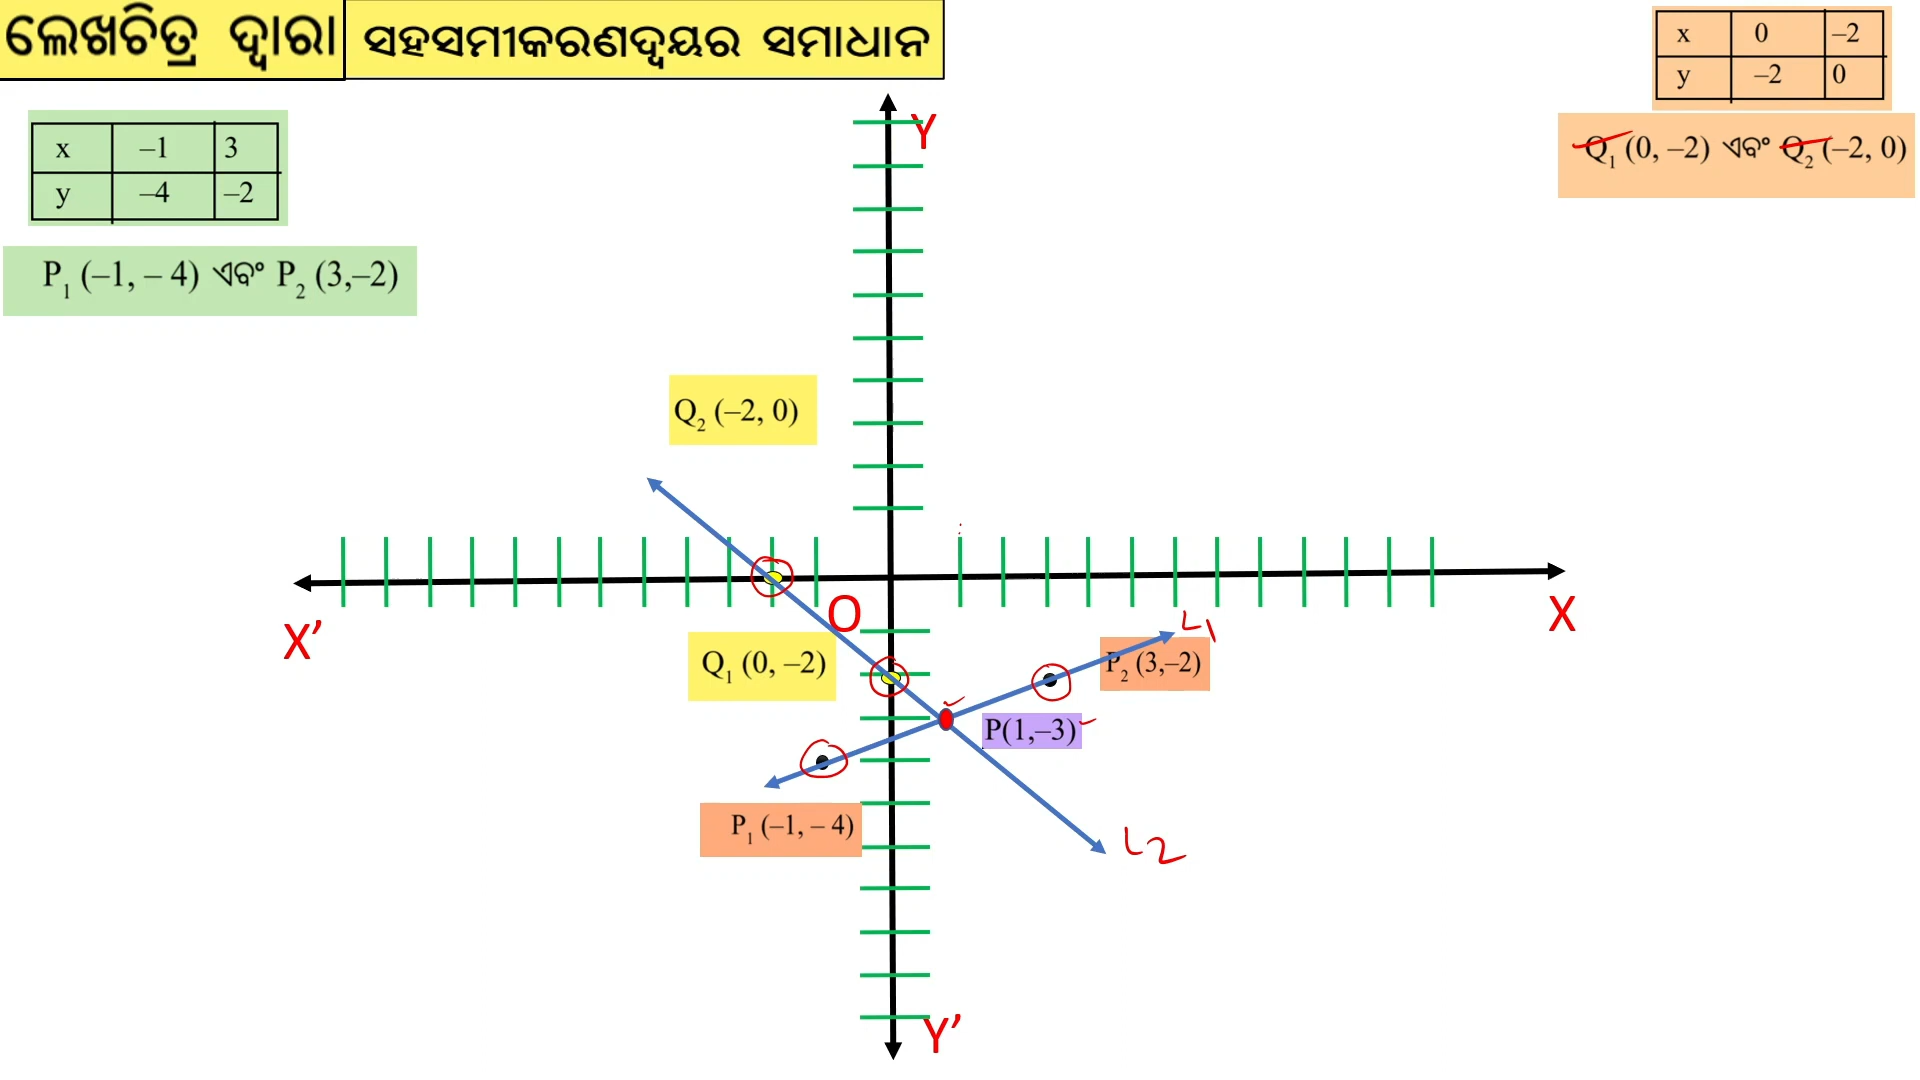 ଲେଖଚିତ୍ର ଦ୍ୱାରା ସହସମୀକରଣଦ୍ୱୟର ସମାଧାନ
x 0 –2
y –2 0
Q1 (0, –2) ଏବଂ Q2 (–2, 0)
x –1 3
y –4 –2
P1 (–1, – 4) ଏବଂ P2 (3,–2)
Y
Q2 (–2, 0)
O
X’
X
L1
Q1 (0, –2)
P2 (3,–2)
P(1,–3)
P1 (–1, – 4)
L2
Y’